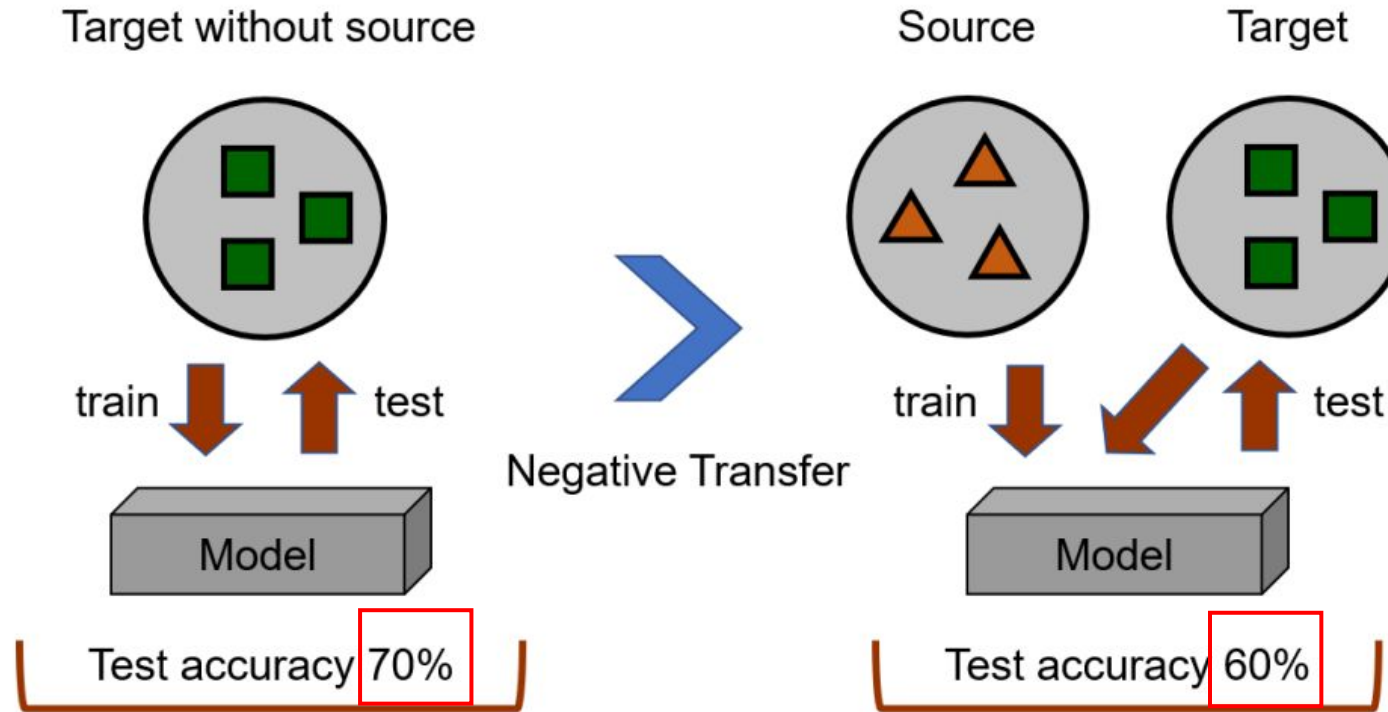 Target without source
Source
Target
train
test
train
test
Negative Transfer
Model
Model
Test accuracy 70%
Test accuracy 60%